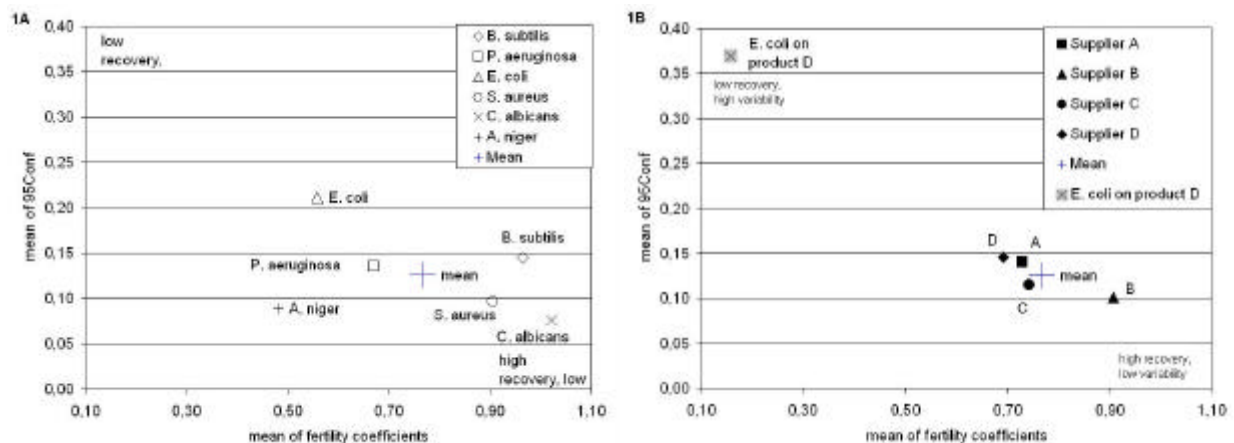 1A
0,40
0,35
0,30
0,25
0,20
0,15
0,10
0,05
0,00
mean of 95Conf
low
recovery,
B. subtilis
P. aeruginosa
E. coli
S. aureus
C. albicans
A. niger
Mean
E. coli
B. subtilis
P. aeruginosa
mean
A. niger
S. aureus
C. albicans
high
recovery, low
0,10 0,30 0,50 0,70 0,90 1,10
mean of fertility coefficients
1B
0,40
0,35
0,30
0,25
0,20
0,15
0,10
0,05
0,00
mean of 95Conf
E. coli on
product D
low recovery,
high variability
Supplier A
Supplier B
Supplier C
Supplier D
Mean
E. coli on product D
D A
mean
B
C
high recovery,
low variability
0,10 0,30 0,50 0,70 0,90 1,10
mean of fertility coefficients